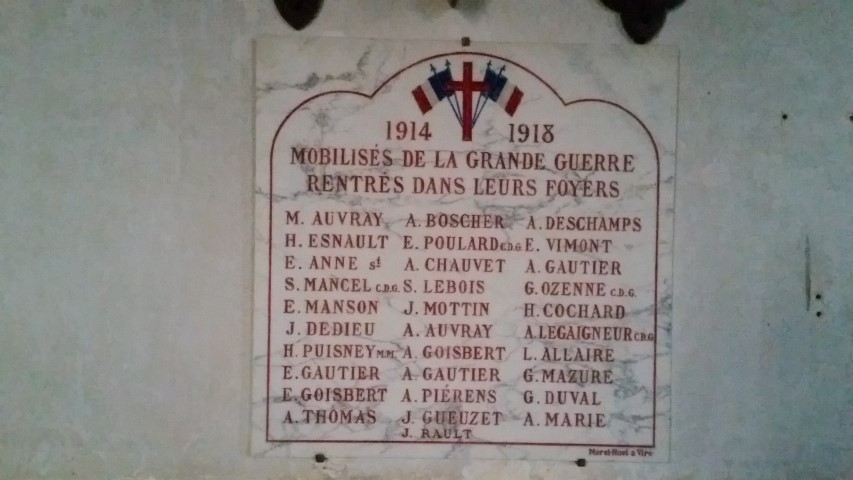 1914 1918
MOBILISÉS DE LA GRANDE GUERRE
RENTRÉS DANS LEURS FOYERS
M. AUVRAY A. BOSCHER A. DESCHAMPS
H. ESNAULT E. POULARD C.D.G. E. VIMONT
E. ANNE St A. CHAUVET A. GAUTIER
S. MANCEL C.D.G. S. LEBOIS G. OZENNE C.D.G.
E. MANSON J. MOTTIN H. COCHARD
J. DEDIEU A. AUVRAY A. LEGAIGNEUR C.D.G.
H. PUISNEY M.M. A. GOISBERT L. ALLAIRE
E. GAUTIER A. GAUTIER G. MAZURE
E. GOISBERT A. PIÉRENS G. DUVAL
A. THOMAS J. GUEUZET A. MARIE
J. RAULT
à Vire